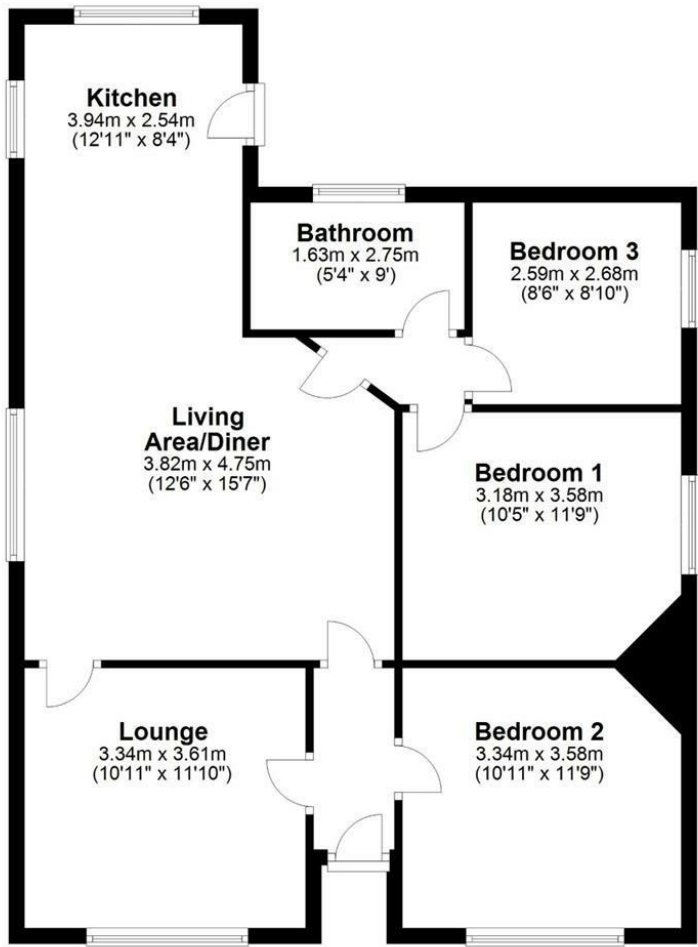 Kitchen
3.94m x 2.54m
(12'11" x 8'4")
Bathroom
1.63m x 2.75m
(5'4" x 9')
Bedroom 3
2.59m x 2.68m
(8'6" x 8'10")
Living
Area/Diner
3.82m x 4.75m
(12'6" x 15'7")
Bedroom 1
3.18m x 3.58m
(10'5" x 11'9")
Lounge
3.34m x 3.61m
(10'11" x 11'10")
Bedroom 2
3.34m x 3.58m
(10'11" x 11'9")